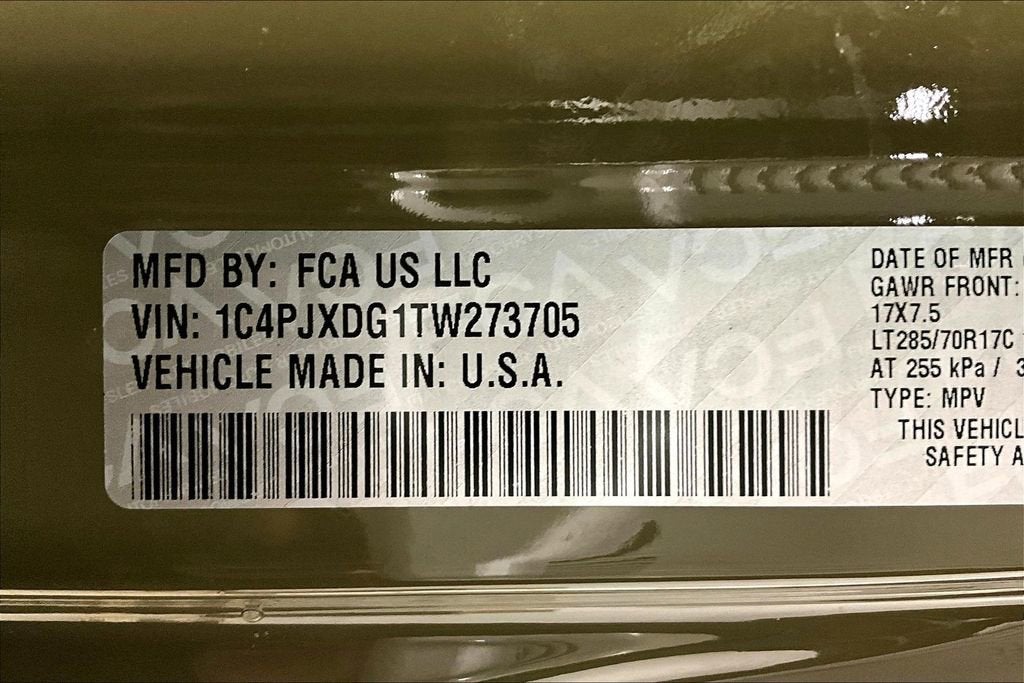 MFD BY: FCA US LLC
VIN: 1C4PJXDG1TW273705
VEHICLE MADE IN: U.S.A.
DATE OF MFR
GAWR FRONT:
17X7.5
LT285/70R17C
AT 255 kPa /
TYPE: MPV
THIS VEHICL
SAFETY A